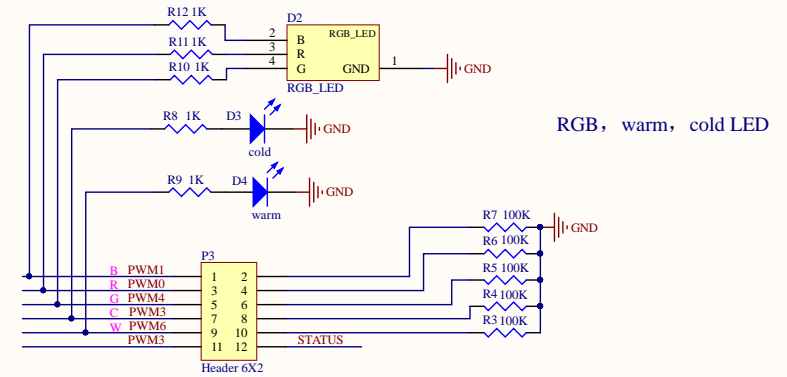 R12 1K
D2
2 B RGB_LED
R11 1K
3 R
R10 1K
4 G GND 1
GND
RGB_LED
R8 1K D3
GND
cold
RGB，warm，cold LED
R9 1K D4
GND
warm
R7 100K
GND
R6 100K
R5 100K
R4 100K
R3 100K
P3
B PWM1 1 2
R PWM0 3 4
G PWM4 5 6
C PWM3 7 8
W PWM6 9 10
PWM3 11 12 STATUS
Header 6X2